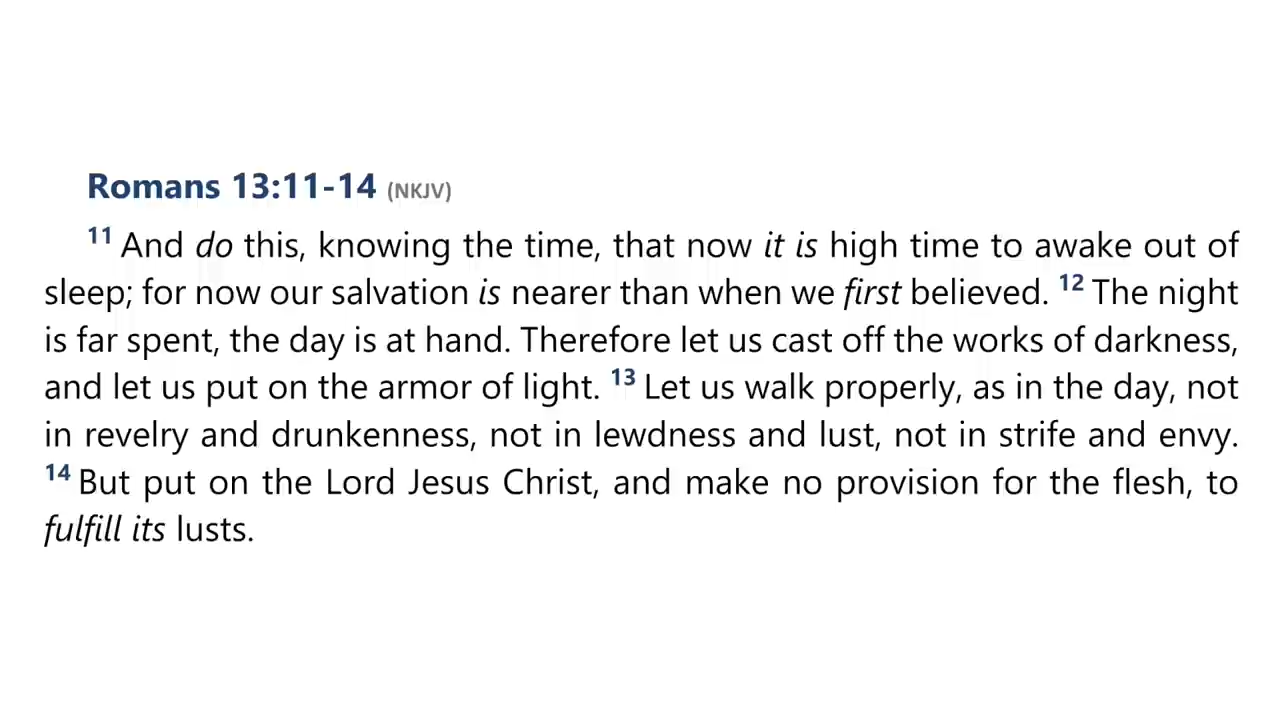 Romans 13:11-14 (NKJV)
11 And do this, knowing the time, that now it is high time to awake out of
sleep; for now our salvation is nearer than when we first believed. 12 The night
is far spent, the day is at hand. Therefore let us cast off the works of darkness,
and let us put on the armor of light. 13 Let us walk properly, as in the day, not
in revelry and drunkenness, not in lewdness and lust, not in strife and envy.
14 But put on the Lord Jesus Christ, and make no provision for the flesh, to
fulfill its lusts.